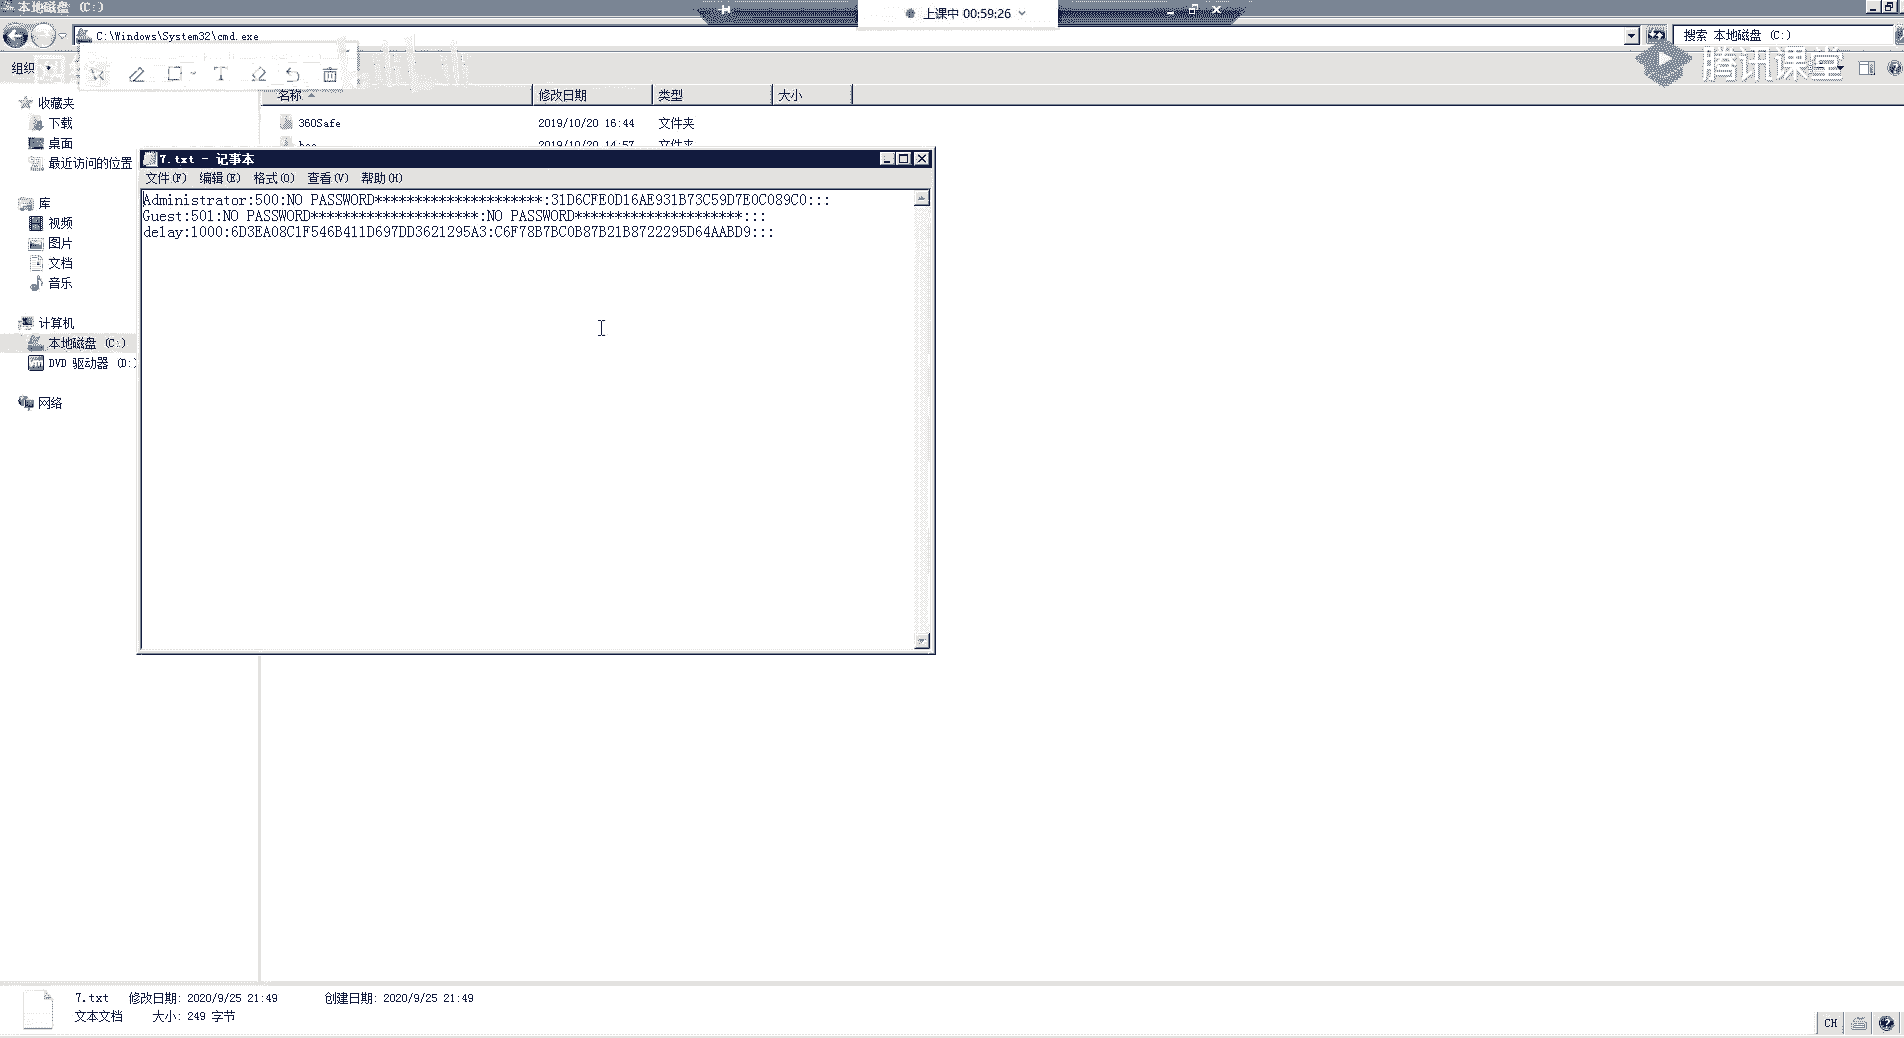 本地磁盘 (C:)
上课中 00:59:26
C:\Windows\System32\cmd.exe
搜索 本地磁盘 (C:)
组织
腾讯课堂
名称 修改日期 类型 大小
收藏夹
下载
桌面
最近访问的位置
库
视频
图片
文档
音乐
计算机
本地磁盘 (C:)
DVD 驱动器 (D:)
网络
360Safe 2019/10/20 16:44 文件夹
2019/10/20 14:57 文件夹
7.txt - 记事本
文件(F) 编辑(E) 格式(O) 查看(V) 帮助(H)
Administrator:500:NO PASSWORD*********************:31D6CFE0D16AE931B73C59D7E0C089C0:::
Guest:501:NO PASSWORD*********************:NO PASSWORD*********************:::
delay:1000:6D3EA08C1F546B411D697DD3621295A3:C6F78B7BC0B87B21B8722295D64AABD9:::
7.txt 修改日期: 2020/9/25 21:49 创建日期: 2020/9/25 21:49
文本文档 大小: 249 字节
CH